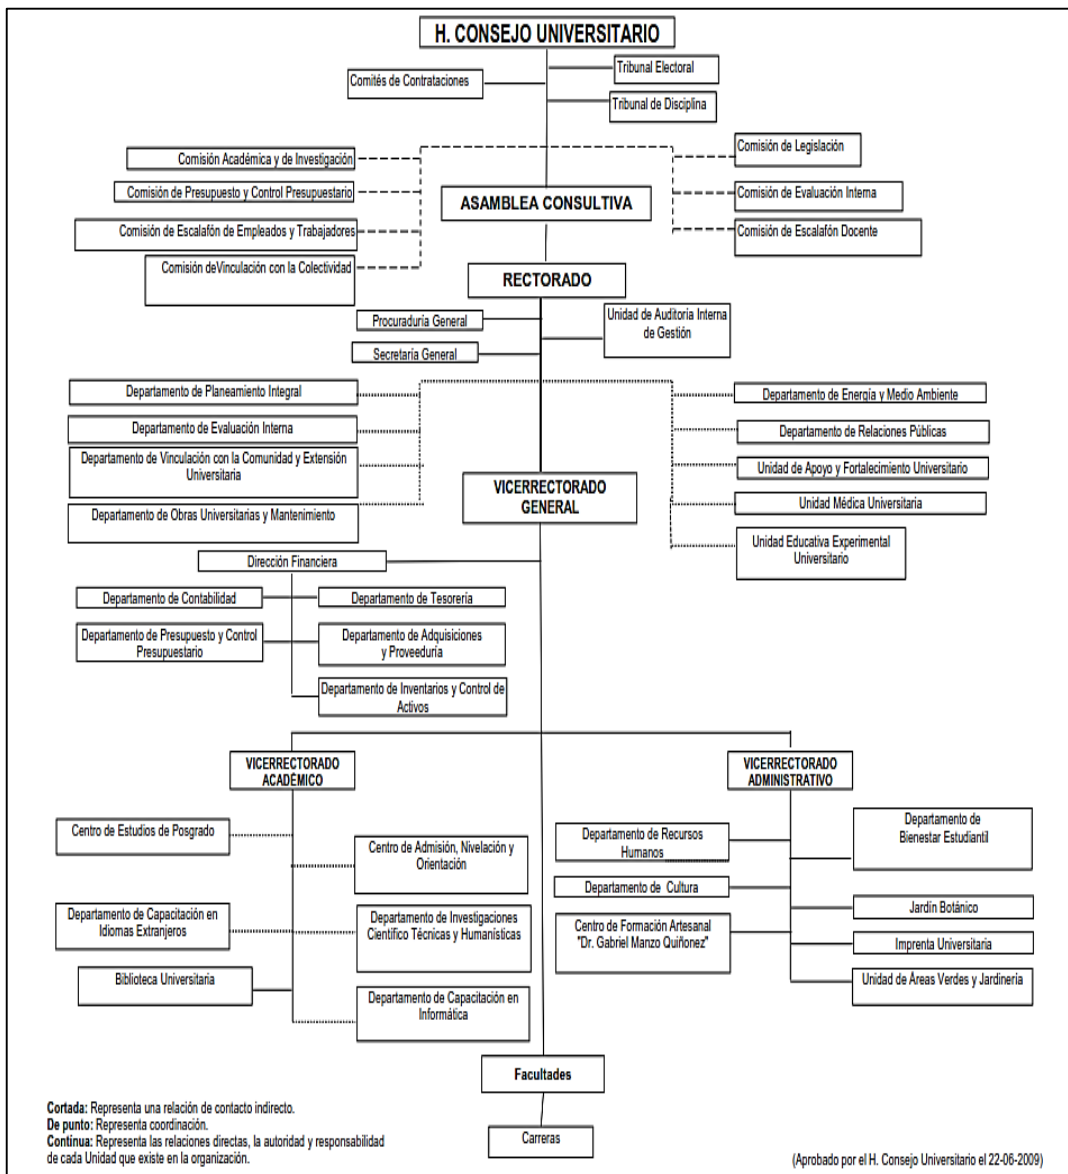 H. CONSEJO UNIVERSITARIO
Tribunal Electoral
Comités de Contrataciones
Tribunal de Disciplina
Comisión de Legislación
Comisión Académica y de Investigación
Comisión de Presupuesto y Control Presupuestario
Comisión de Evaluación Interna
ASAMBLEA CONSULTIVA
Comisión de Escalafón de Empleados y Trabajadores
Comisión de Escalafón Docente
Comisión deVinculación con la Colectividad
RECTORADO
Procuraduría General
Unidad de Auditoría Interna
de Gestión
Secretaría General
Departamento de Planeamiento Integral
Departamento de Energía y Medio Ambiente
Departamento de Evaluación Interna
Departamento de Relaciones Públicas
Departamento de Vinculación con la Comunidad y Extensión
Universitaria
Unidad de Apoyo y Fortalecimiento Universitario
VICERRECTORADO
GENERAL
Departamento de Obras Universitarias y Mantenimiento
Unidad Médica Universitaria
Unidad Educativa Experimental
Universitario
Dirección Financiera
Departamento de Contabilidad
Departamento de Tesorería
Departamento de Presupuesto y Control
Presupuestario
Departamento de Adquisiciones
y Proveeduría
Departamento de Inventarios y Control de
Activos
VICERRECTORADO
ACADÉMICO
VICERRECTORADO
ADMINISTRATIVO
Centro de Estudios de Posgrado
Centro de Admisión, Nivelación y
Orientación
Departamento de Recursos
Humanos
Departamento de
Bienestar Estudiantil
Departamento de Cultura
Departamento de Capacitación en
Idiomas Extranjeros
Departamento de Investigaciones
Científico Técnicas y Humanísticas
Centro de Formación Artesanal
"Dr. Gabriel Manzo Quiñonez"
Jardín Botánico
Imprenta Universitaria
Biblioteca Universitaria
Departamento de Capacitación en
Informática
Unidad de Áreas Verdes y Jardinería
Facultades
Carreras
Cortada: Representa una relación de contacto indirecto.
De punto: Representa coordinación.
Continua: Representa las relaciones directas, la autoridad y responsabilidad
de cada Unidad que existe en la organización.
(Aprobado por el H. Consejo Universitario el 22-06-2009)